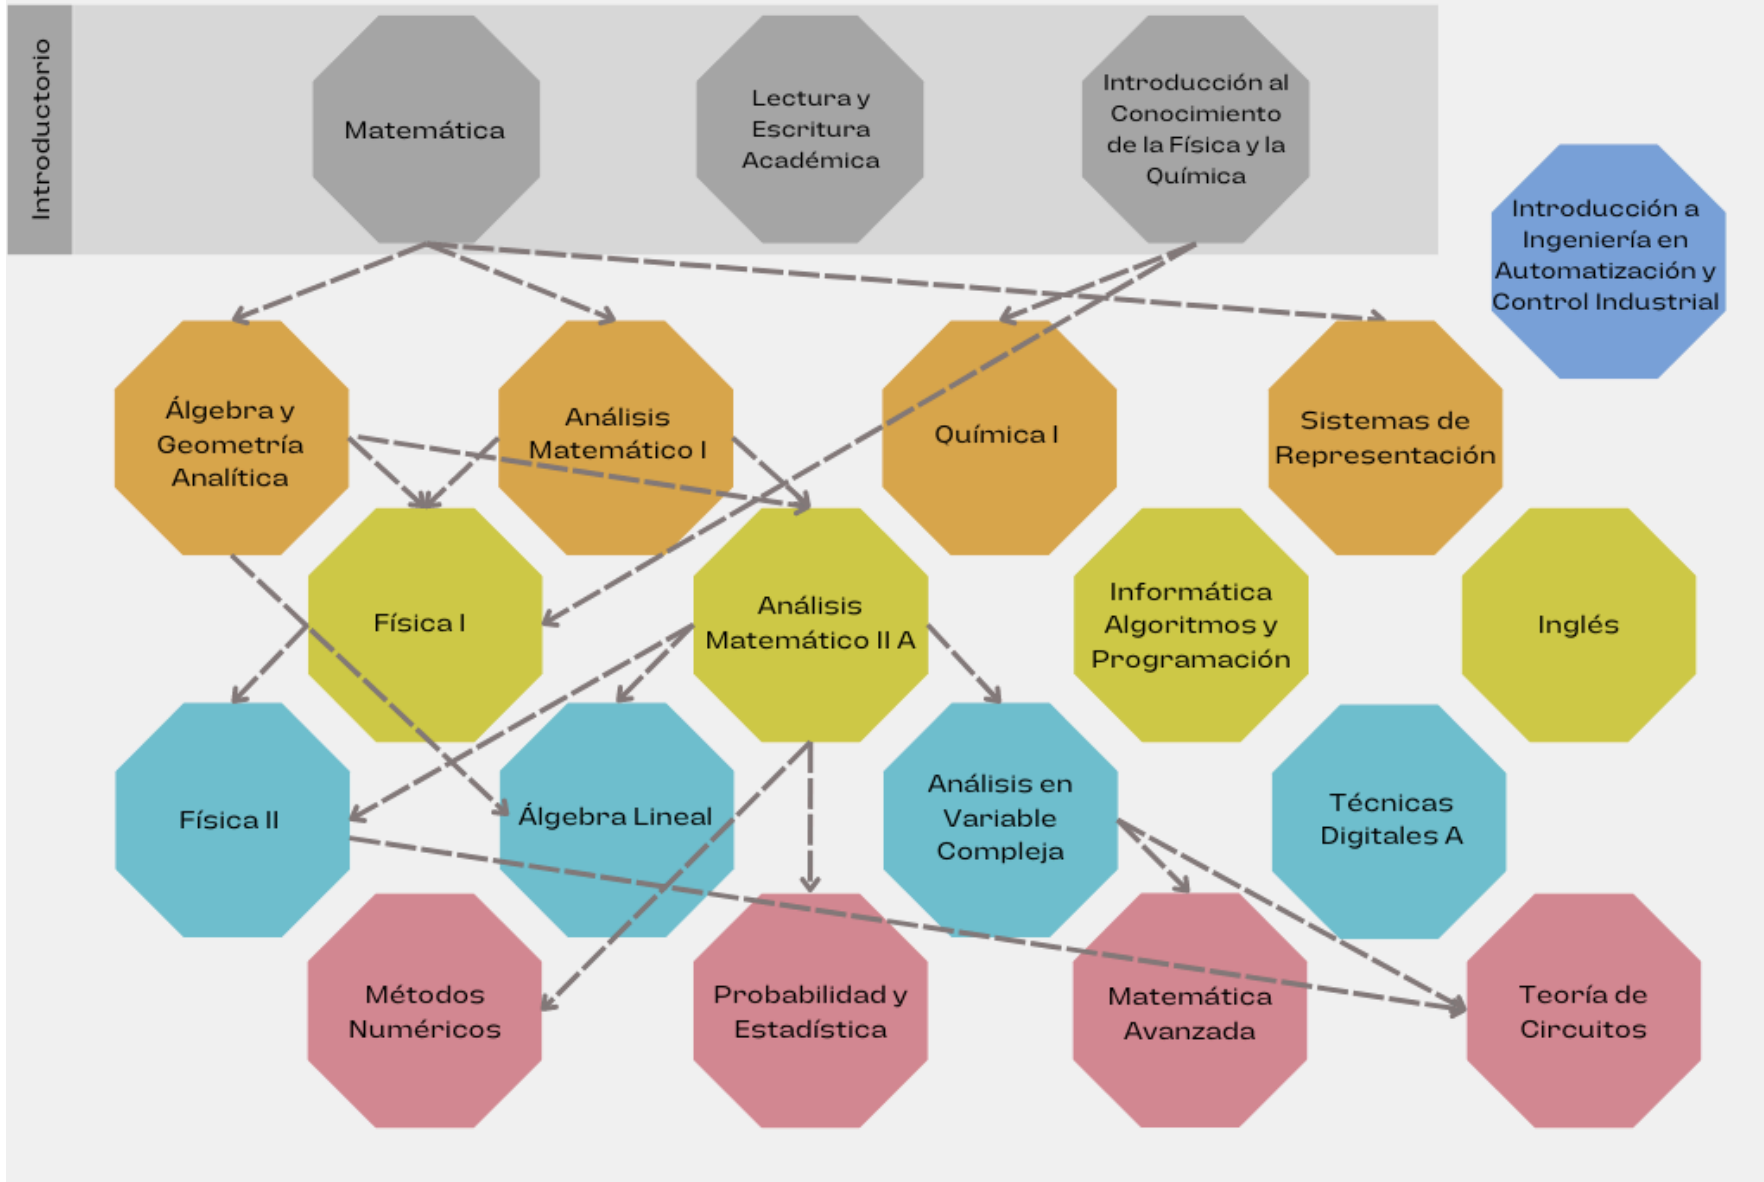 Introductorio
Matemática
Lectura y
Escritura
Académica
Introducción al
Conocimiento
de la Física y la
Química
Introducción a
Ingeniería en
Automatización y
Control Industrial
Álgebra y
Geometría
Analítica
Análisis
Matemático I
Química I
Sistemas de
Representación
Física I
Análisis
Matemático II A
Informática
Algoritmos y
Programación
Inglés
Física II
Álgebra Lineal
Análisis en
Variable
Compleja
Técnicas
Digitales A
Métodos
Numéricos
Probabilidad y
Estadística
Matemática
Avanzada
Teoría de
Circuitos